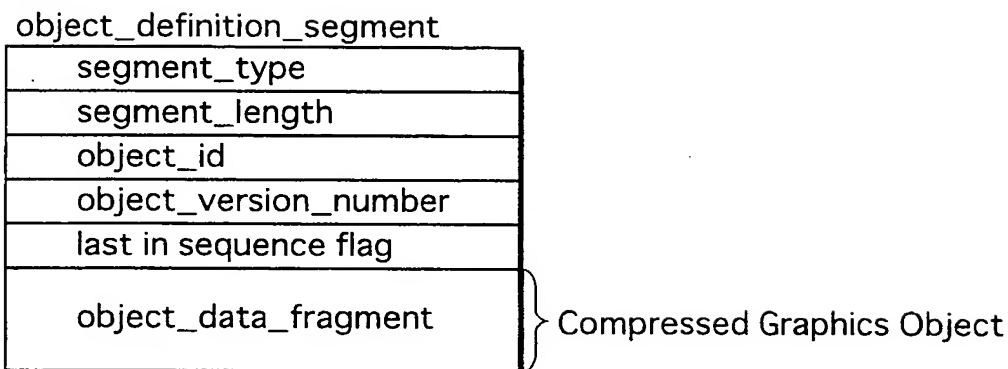 object_definition_segment
segment_type
segment_length
object_id
object_version_number
last in sequence flag
object_data_fragment
Compressed Graphics Object